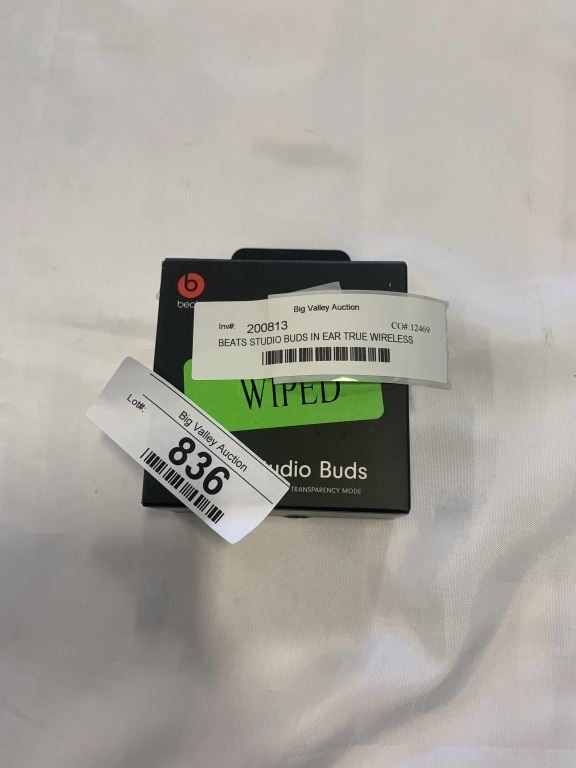 b
Big Valley Auction
Inv#: 200813 CO#:12469
BEATS STUDIO BUDS IN EAR TRUE WIRELESS
WIPED
Lot#:
Big Valley Auction
836
Buds
TRANSPARENCY MODE